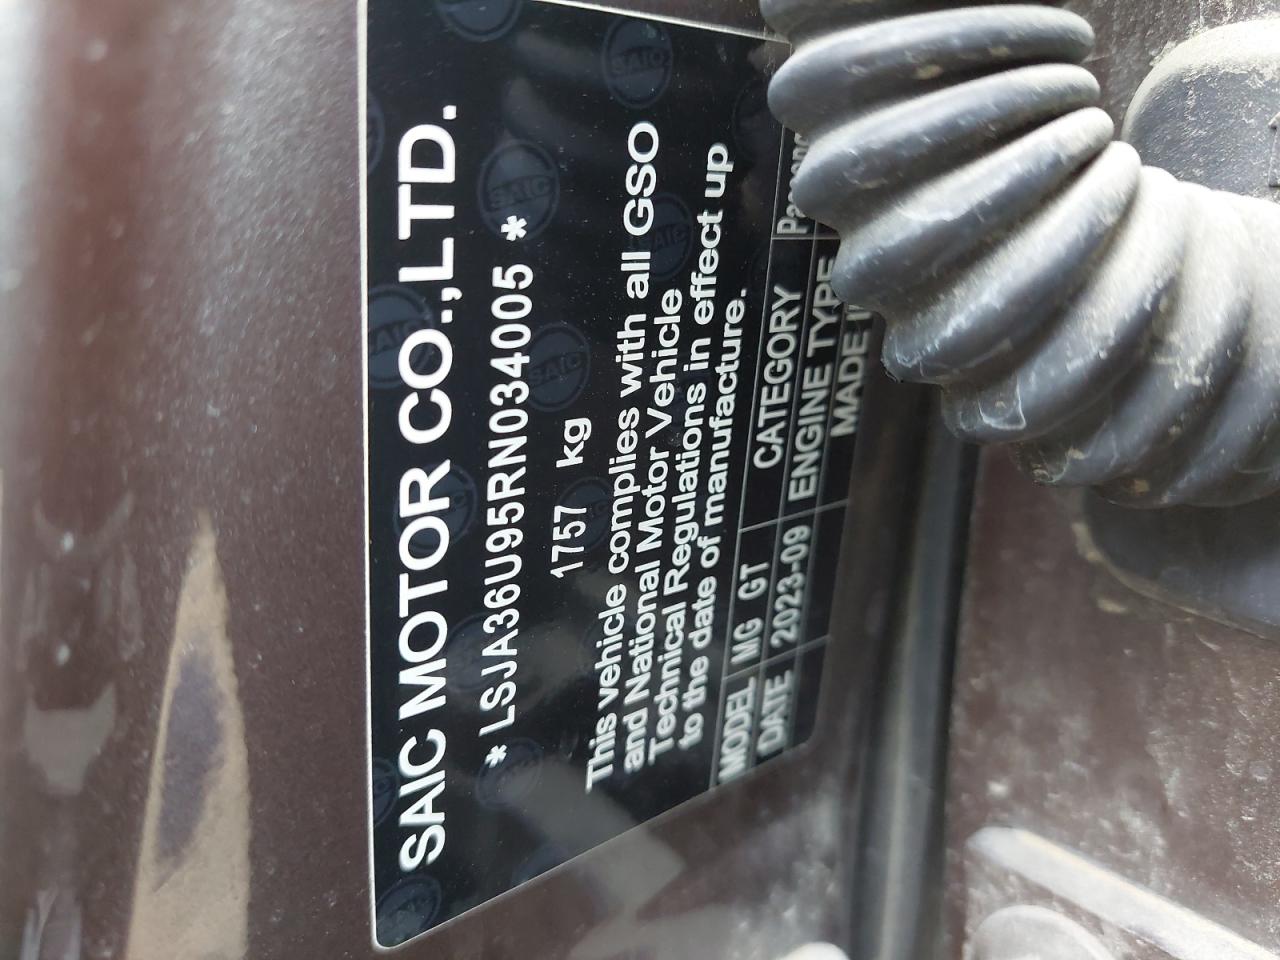 SAIC MOTOR CO.,LTD.
* LSJA36U95RN034005 *
1757 kg
This vehicle complies with all GSO
and National Motor Vehicle
Technical Regulations in effect up
to the date of manufacture.
MODEL MG GT CATEGORY
DATE 2023-09 ENGINE TYPE
MADE